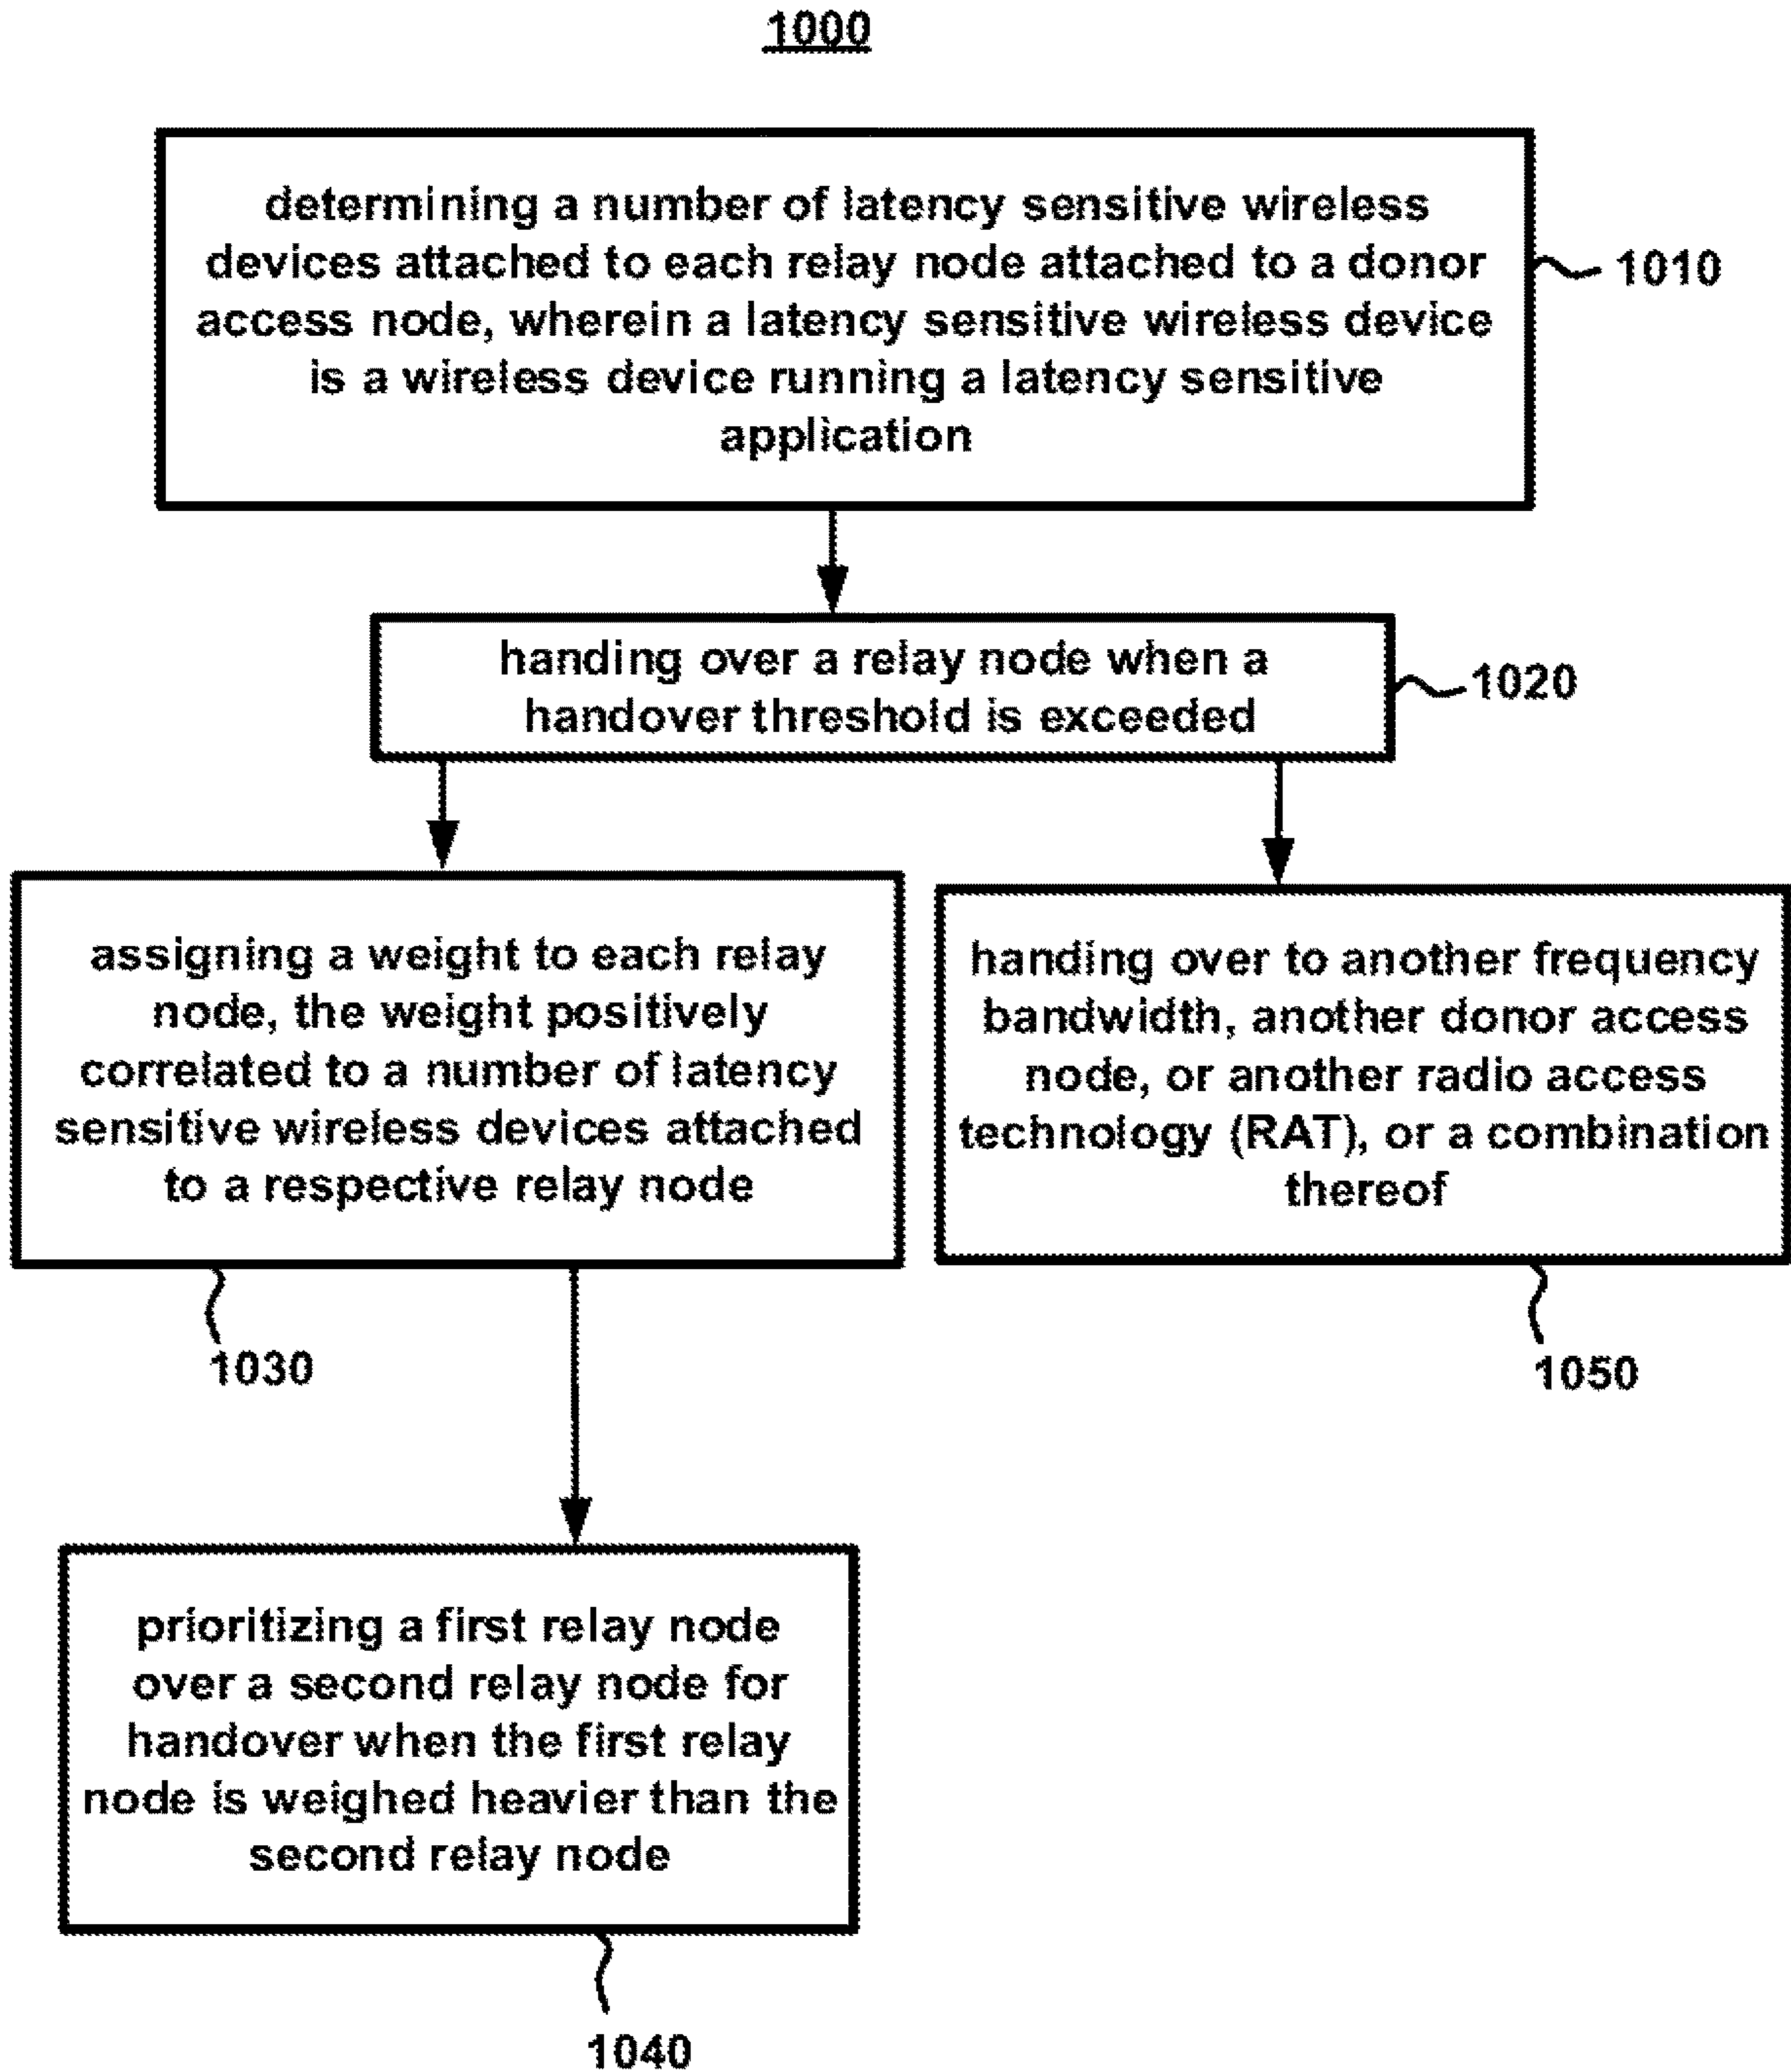 1000
determining a number of latency sensitive wireless
devices attached to each relay node attached to a donor
access node, wherein a latency sensitive wireless device
is a wireless device running a latency sensitive
application
1010
handing over a relay node when a
handover threshold is exceeded
1020
assigning a weight to each relay
node, the weight positively
correlated to a number of latency
sensitive wireless devices attached
to a respective relay node
1030
handing over to another frequency
bandwidth, another donor access
node, or another radio access
technology (RAT), or a combination
thereof
1050
prioritizing a first relay node
over a second relay node for
handover when the first relay
node is weighed heavier than the
second relay node
1040